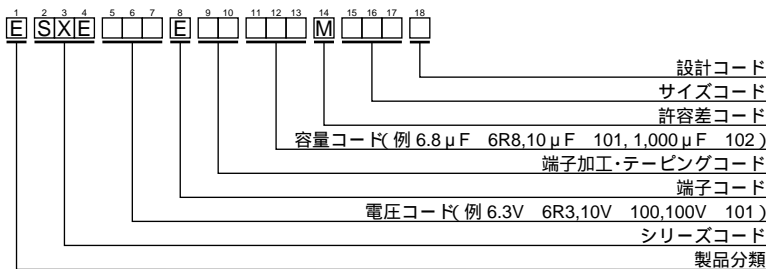 1 2 3 4 5 6 7 8 9 10 11 12 13 14 15 16 17 18
E SXE E M
設計コード
サイズコード
許容差コード
容量コード( 例 6.8μF 6R8,10μF 101, 1,000μF 102 )
端子加工・テーピングコード
端子コード
電圧コード( 例 6.3V 6R3,10V 100,100V 101 )
シリーズコード
製品分類